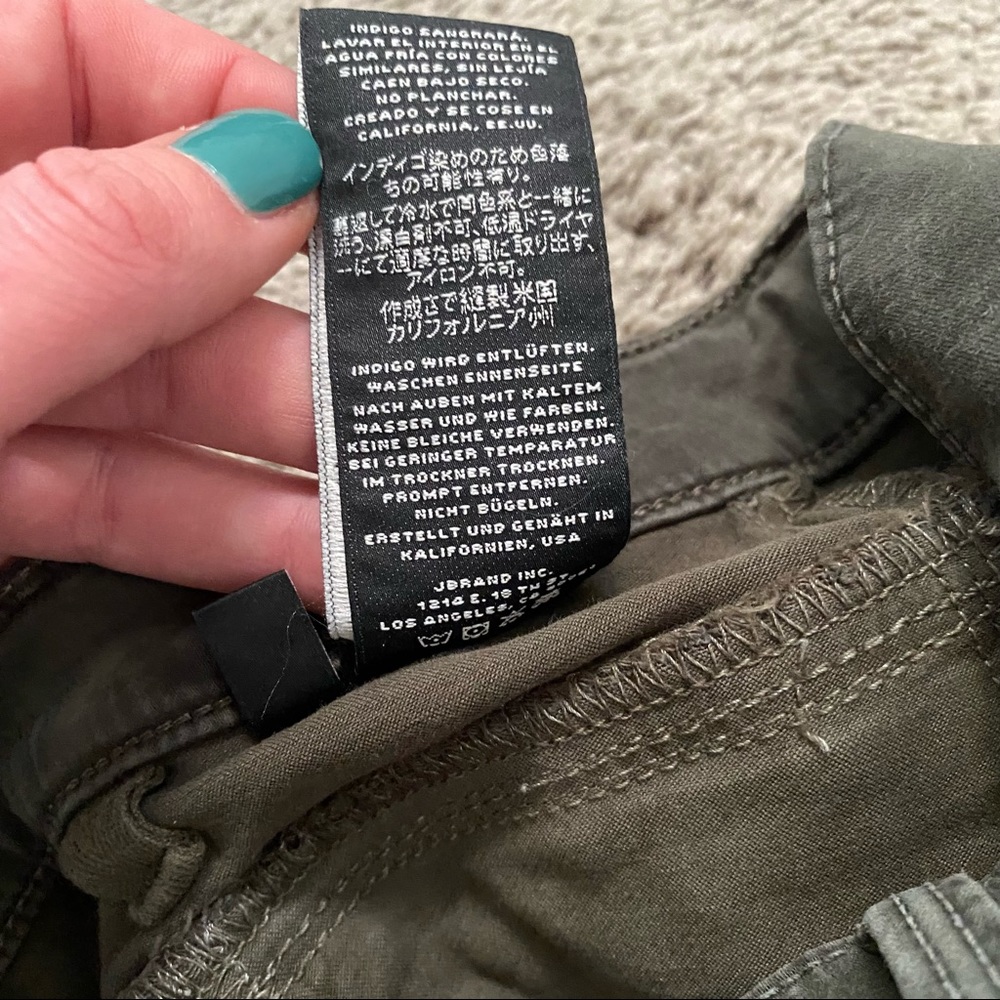 INDIGO SANGRARÁ.
LAVAR EL INTERIOR EN EL
AGUA FRÍA CON COLORES
SIMILARES, SIN LEJÍA
CAEN BAJO SECO.
NO PLANCHAR.
CREADO Y SE COSE EN
CALIFORNIA, EE.UU.
インディゴ染めのため色落
ちの可能性有り。
裏返して冷水で同色系と一緒に
洗う、漂白剤不可、低温ドライヤ
ーにて適度な時間に取り出す、
アイロン不可。
作成さで縫製米国
カリフォルニア州
INDIGO WIRD ENTLÜFTEN.
WASCHEN ENNENSEITE
NACH AUßEN MIT KALTEM
WASSER UND WIE FARBEN.
KEINE BLEICHE VERWENDEN.
BEI GERINGER TEMPARATUR
IM TROCKNER TROCKNEN.
PROMPT ENTFERNEN.
NICHT BÜGELN.
ERSTELLT UND GENÄHT IN
KALIFORNIEN, USA
JBRAND INC.
1214 E. 18 TH
LOS ANGELES, CA